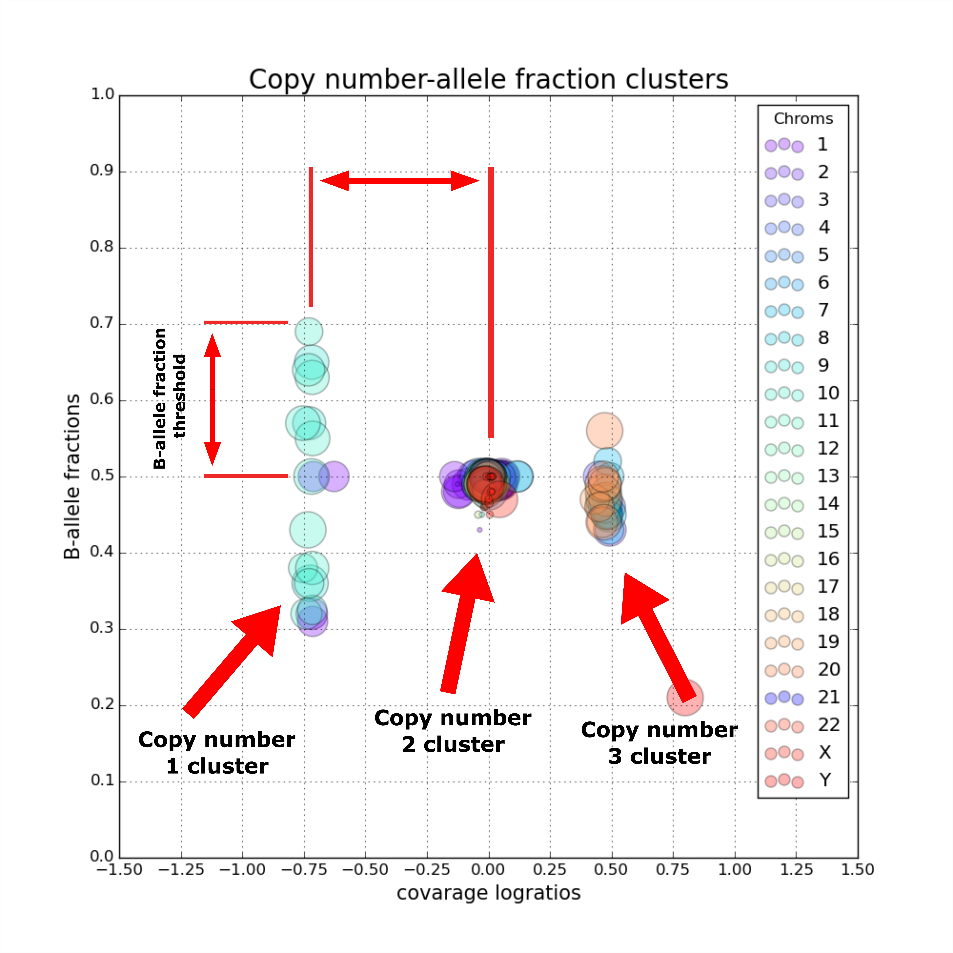 Copy number-allele fraction clusters
1.0
0.9
0.8
0.7
0.6
0.5
0.4
0.3
0.2
0.1
0.0
B-allele fractions
B-allele fraction
threshold
Copy number
1 cluster
Copy number
2 cluster
Copy number
3 cluster
Chroms
1
2
3
4
5
6
7
8
9
10
11
12
13
14
15
16
17
18
19
20
21
22
X
Y
−1.50 −1.25 −1.00 −0.75 −0.50 −0.25 0.00 0.25 0.50 0.75 1.00 1.25 1.50
covarage logratios